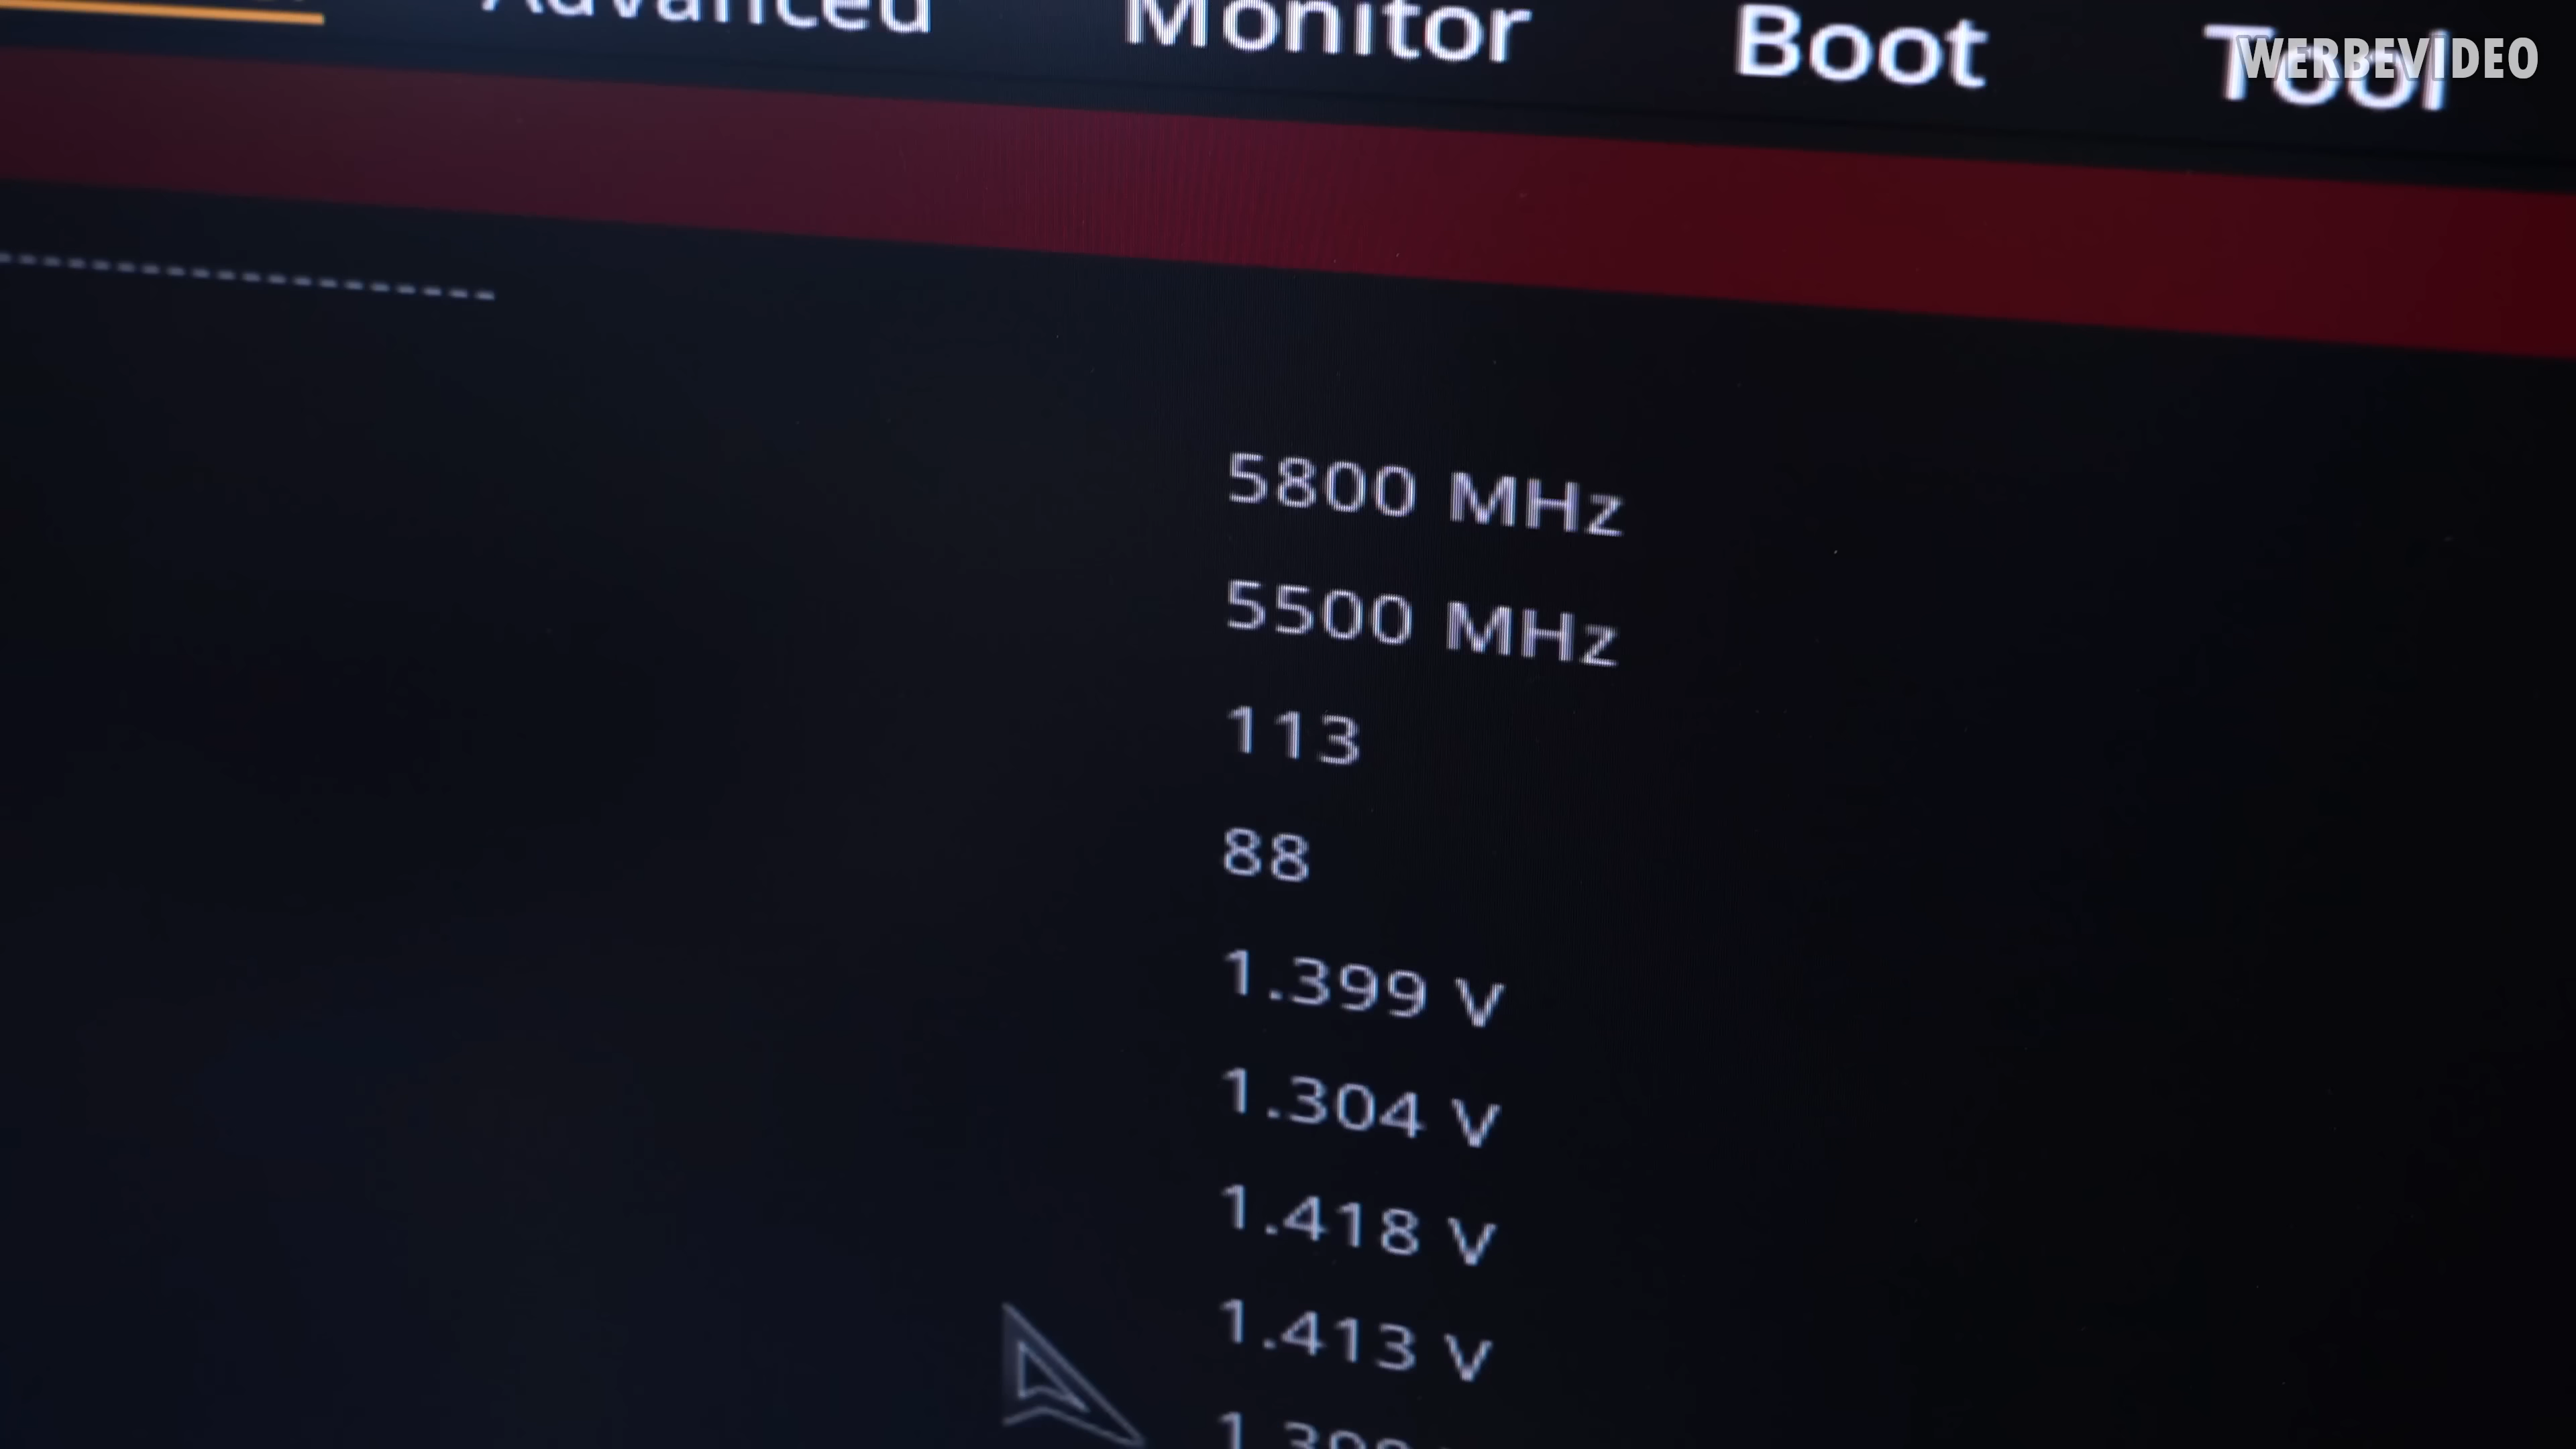 Advanced Monitor Boot Tool
WERBEVIDEO
5800 MHz
5500 MHz
113
88
1.399 V
1.304 V
1.418 V
1.413 V